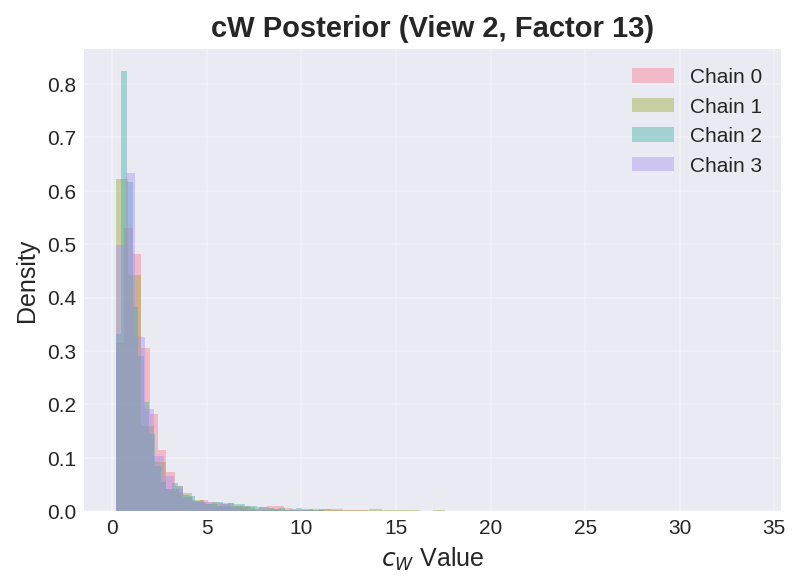 cW Posterior (View 2, Factor 13)
Chain 0
Chain 1
Chain 2
Chain 3
Density
0.8
0.7
0.6
0.5
0.4
0.3
0.2
0.1
0.0
0 5 10 15 20 25 30 35
c_W Value